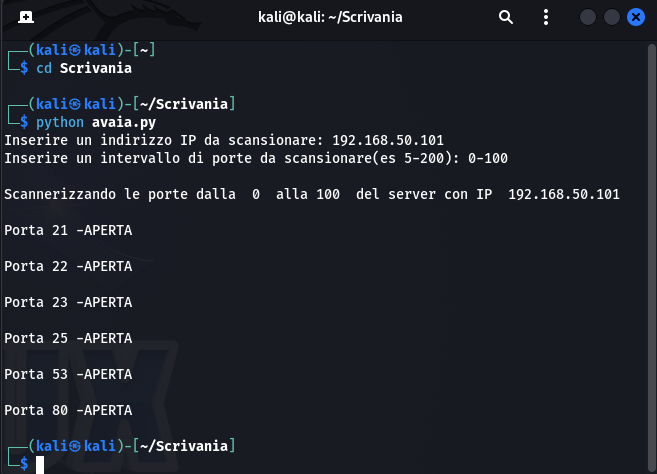 kali@kali: ~/Scrivania
┌──(kali㉿kali)-[~]
└─$ cd Scrivania
┌──(kali㉿kali)-[~/Scrivania]
└─$ python avaia.py
Inserire un indirizzo IP da scansionare: 192.168.50.101
Inserire un intervallo di porte da scansionare(es 5-200): 0-100
Scannerizzando le porte dalla  0  alla 100  del server con IP  192.168.50.101
Porta 21 -APERTA
Porta 22 -APERTA
Porta 23 -APERTA
Porta 25 -APERTA
Porta 53 -APERTA
Porta 80 -APERTA
┌──(kali㉿kali)-[~/Scrivania]
└─$